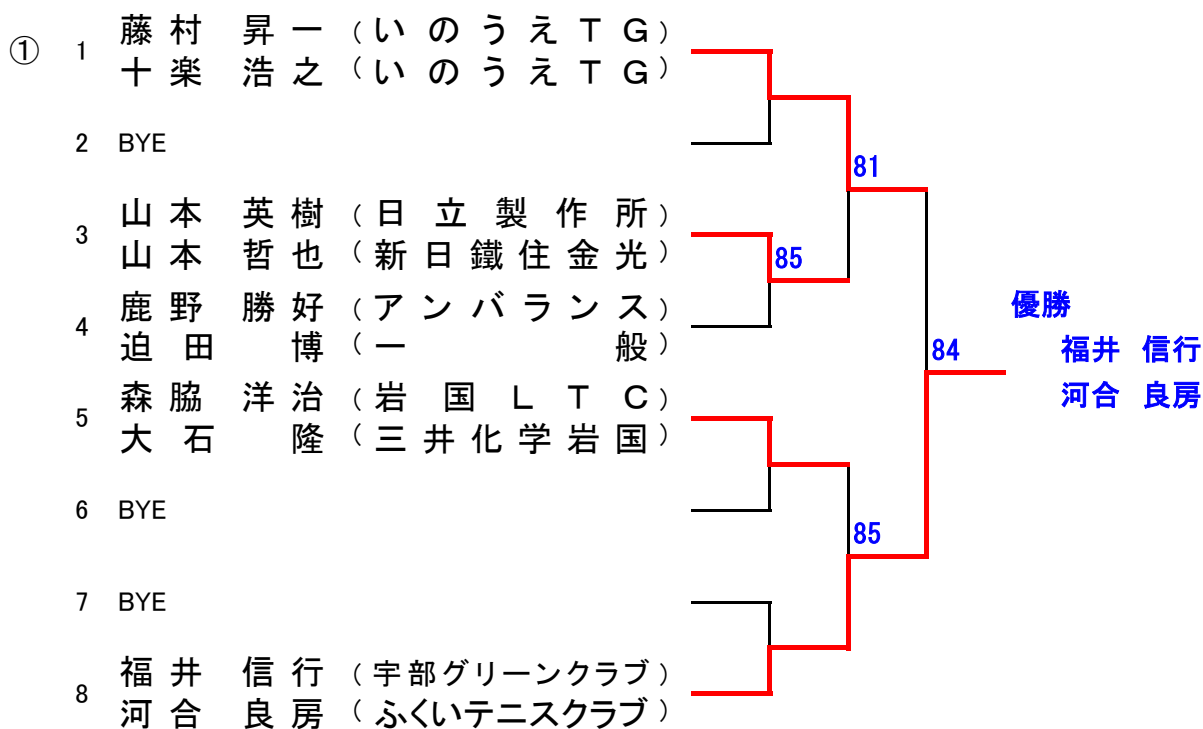 ① 1 藤村 昇一 (いのうえTG)
十楽 浩之 (いのうえTG)
2 BYE
81
3 山本 英樹 (日立製作所)
山本 哲也 (新日鐵住金光)
85
4 鹿野 勝好 (アンバランス)
迫田 博 (一般)
優勝
84
福井 信行
河合 良房
5 森脇 洋治 (岩国LTC)
大石 隆 (三井化学岩国)
6 BYE
85
7 BYE
8 福井 信行 (宇部グリーンクラブ)
河合 良房 (ふくいテニスクラブ)